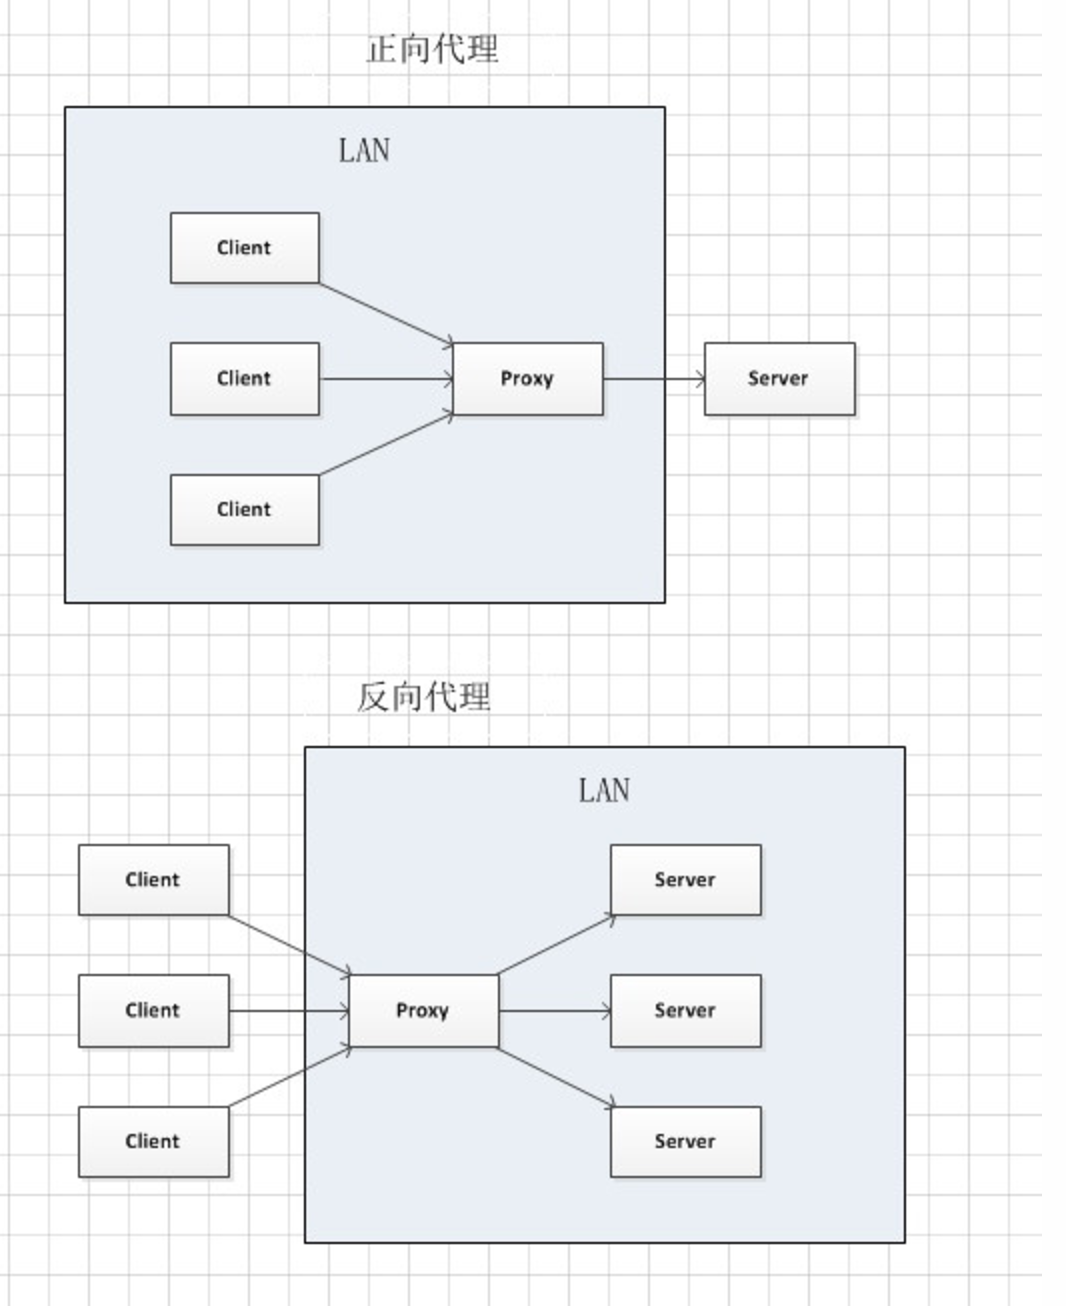 正向代理
LAN
Client
Client
Proxy
Server
Client
反向代理
LAN
Client
Server
Client
Proxy
Server
Client
Server